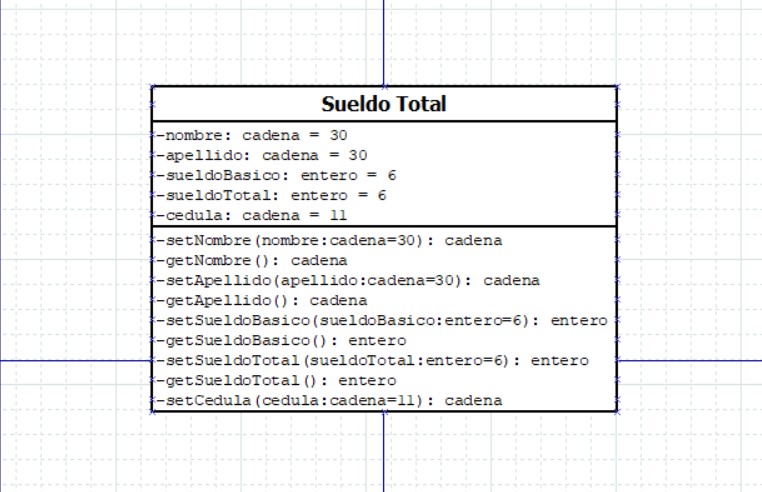 Sueldo Total
-nombre: cadena = 30
-apellido: cadena = 30
-sueldoBasico: entero = 6
-sueldoTotal: entero = 6
-cedula: cadena = 11
-setNombre(nombre:cadena=30): cadena
-getNombre(): cadena
-setApellido(apellido:cadena=30): cadena
-getApellido(): cadena
-setSueldoBasico(sueldoBasico:entero=6): entero
-getSueldoBasico(): entero
-setSueldoTotal(sueldoTotal:entero=6): entero
-getSueldoTotal(): entero
-setCedula(cedula:cadena=11): cadena